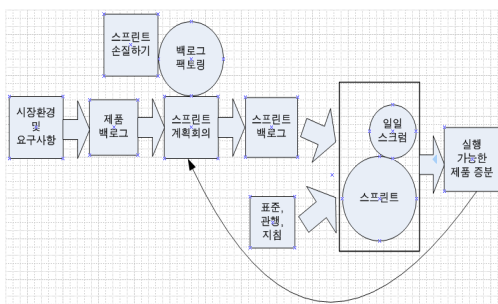 스프린트
손질하기
백로그
팩토링
시장환경
및
요구사항
제품
백로그
스프린트
계획회의
스프린트
백로그
일일
스크럼
스프린트
실행
가능한
제품 증분
표준,
관행,
지침